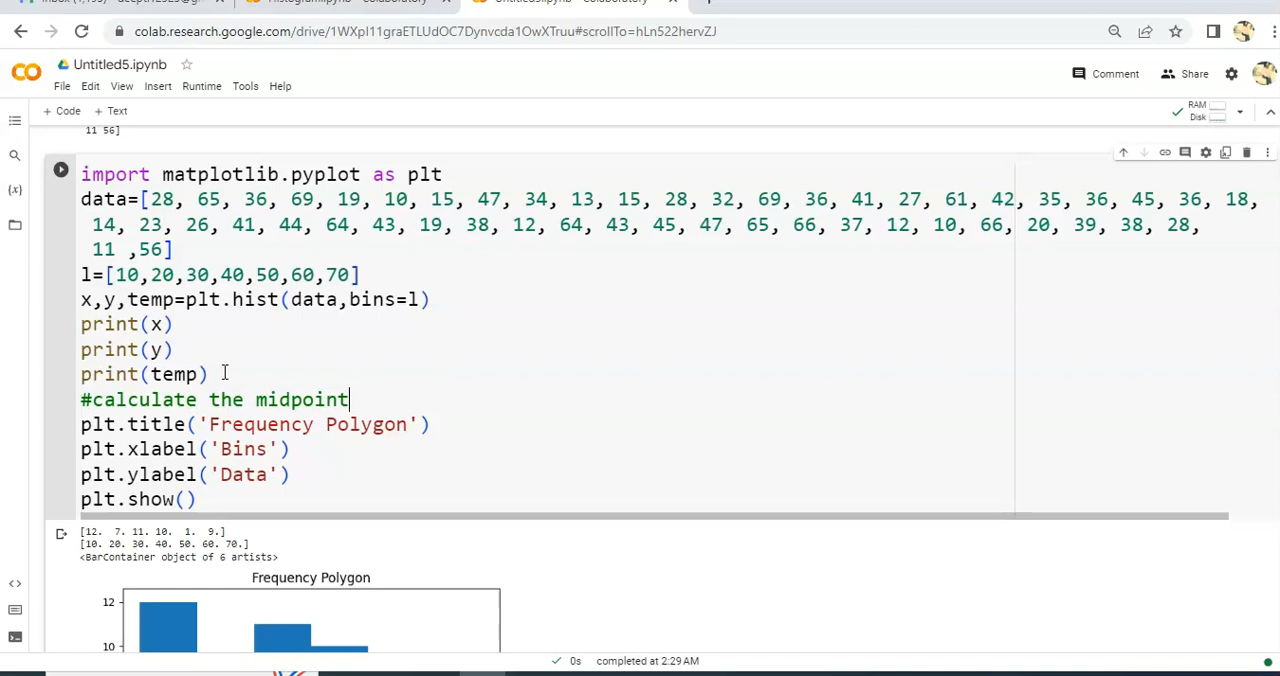 colab.research.google.com/drive/1WXpI11graETLUdOC7Dynvcda1OwXTruu#scrollTo=hLn522hervZJ
Untitled5.ipynb
Comment
Share
File Edit View Insert Runtime Tools Help
+ Code + Text
RAM
Disk
11 56]
import matplotlib.pyplot as plt
data=[28, 65, 36, 69, 19, 10, 15, 47, 34, 13, 15, 28, 32, 69, 36, 41, 27, 61, 42, 35, 36, 45, 36, 18,
14, 23, 26, 41, 44, 64, 43, 19, 38, 12, 64, 43, 45, 47, 65, 66, 37, 12, 10, 66, 20, 39, 38, 28,
11 ,56]
l=[10,20,30,40,50,60,70]
x,y,temp=plt.hist(data,bins=l)
print(x)
print(y)
print(temp)
#calculate the midpoint
plt.title('Frequency Polygon')
plt.xlabel('Bins')
plt.ylabel('Data')
plt.show()
[12. 7. 11. 10. 1. 9.]
[10. 20. 30. 40. 50. 60. 70.]
<BarContainer object of 6 artists>
Frequency Polygon
12
10
0s completed at 2:29 AM